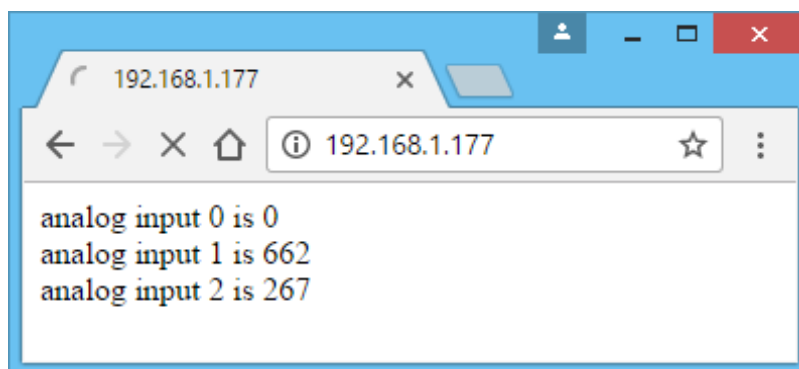 192.168.1.177
192.168.1.177
analog input 0 is 0
analog input 1 is 662
analog input 2 is 267